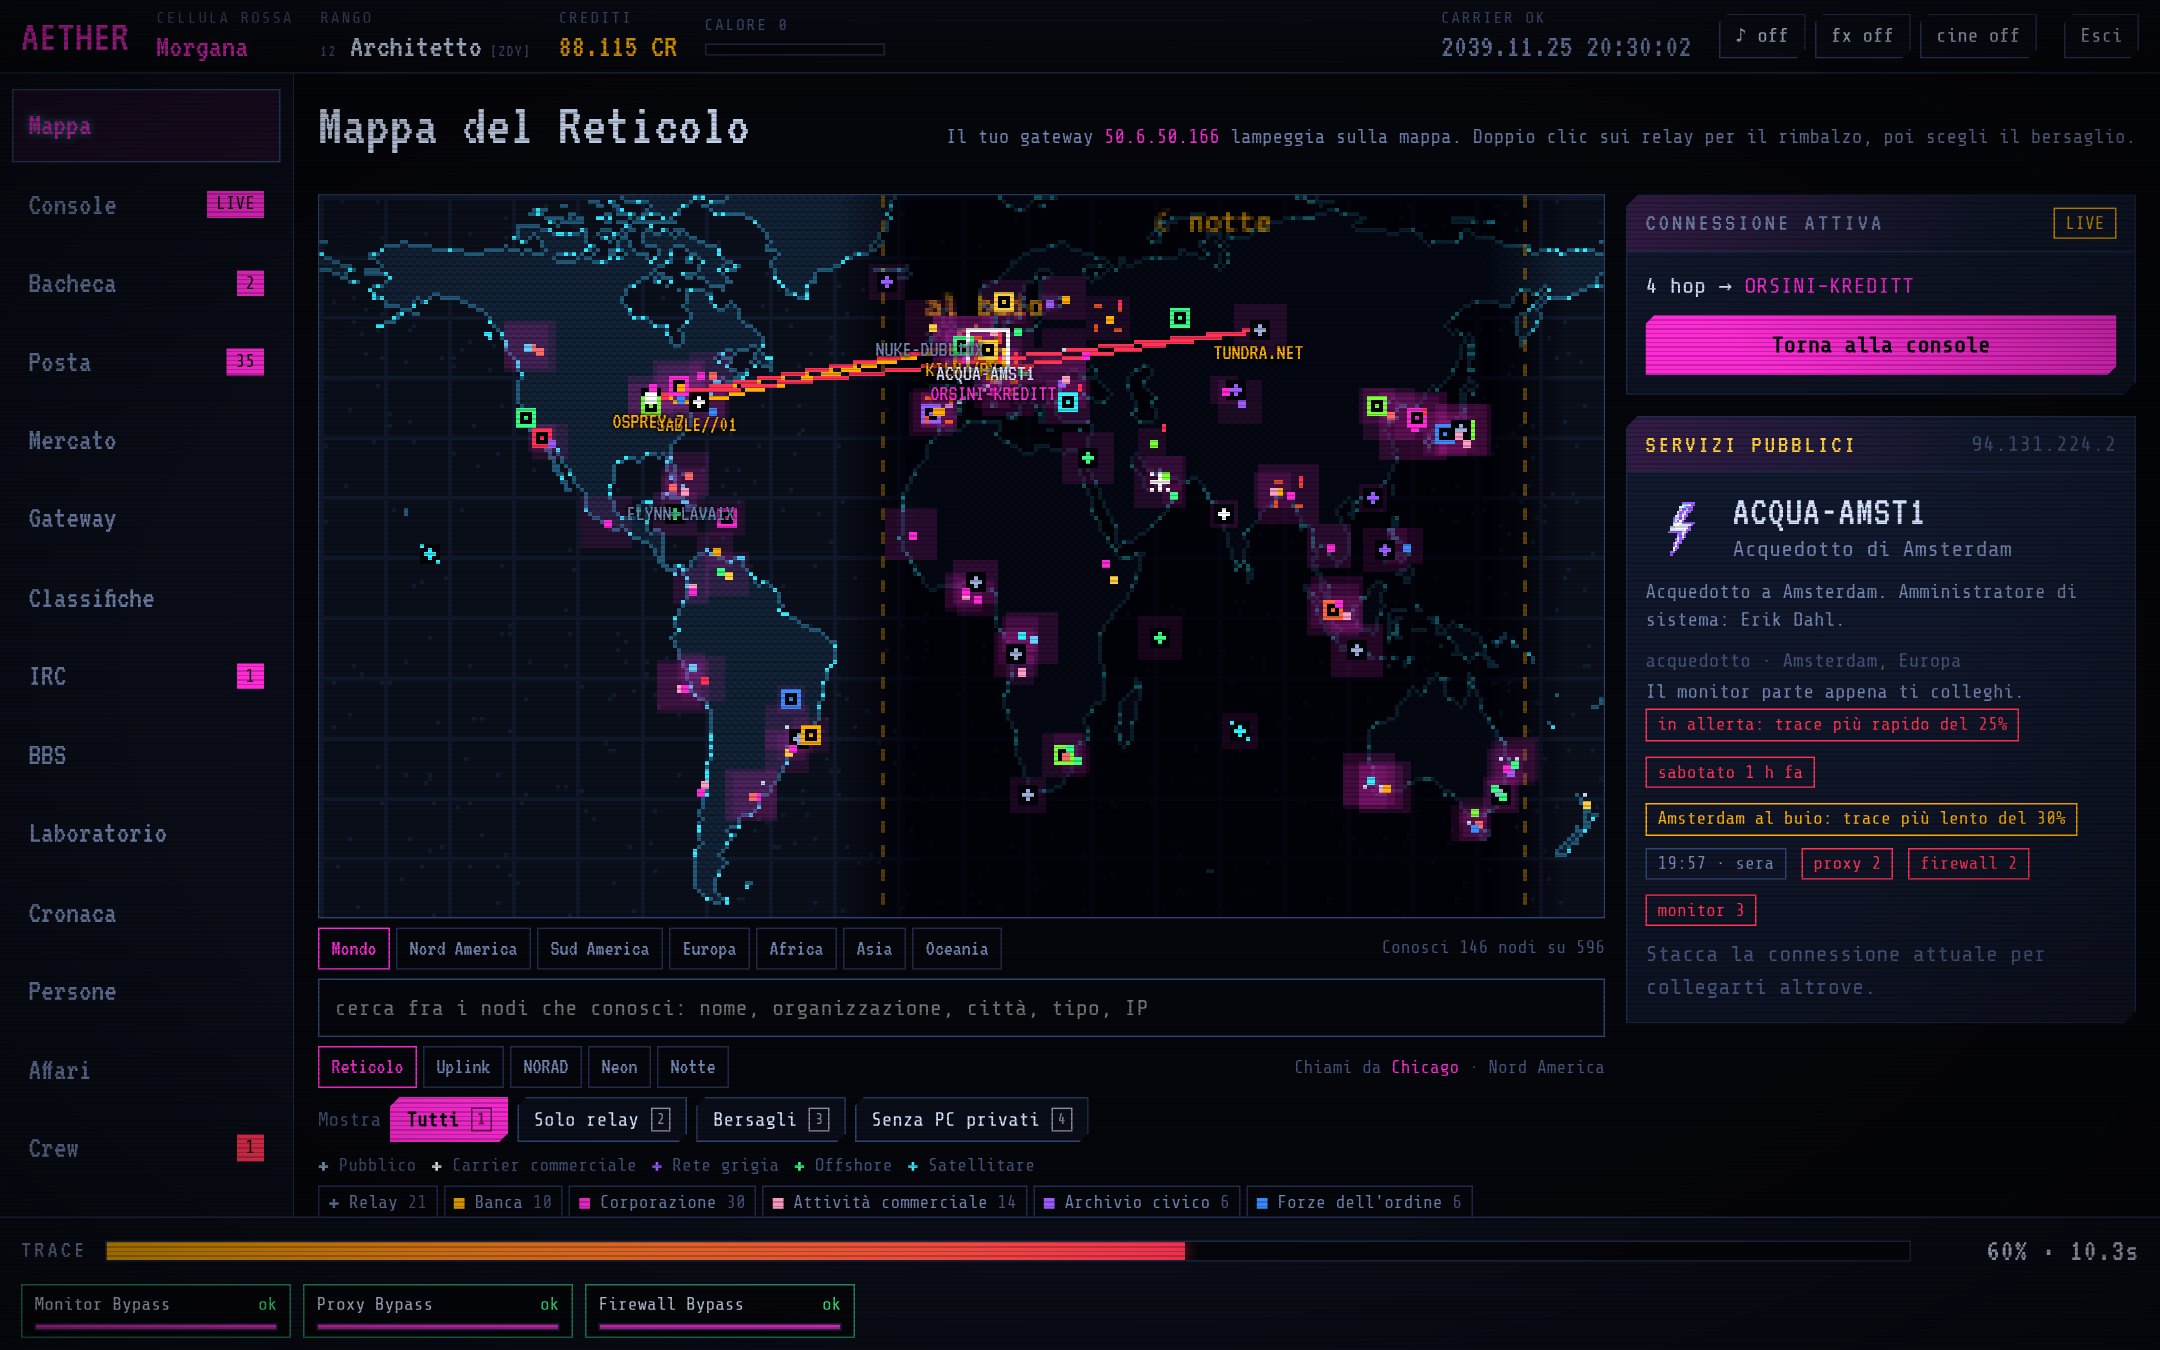 AETHER
CELLULA ROSSA
Morgana
RANGO
12 Architetto [ZDY]
CREDITI
88.115 CR
CALORE 0
CARRIER OK
2039.11.25 20:30:02
♪ off
fx off
cine off
Esci
Mappa
Console LIVE
Bacheca 2
Posta 35
Mercato
Gateway
Classifiche
IRC 1
BBS
Laboratorio
Cronaca
Persone
Affari
Crew 1
Mappa del Reticolo
Il tuo gateway 50.6.50.166 lampeggia sulla mappa. Doppio clic sui relay per il rimbalzo, poi scegli il bersaglio.
notte
al buio
TUNDRA.NET
ACQUA-AMST1
ORSINI-KREDITT
Mondo
Nord America
Sud America
Europa
Africa
Asia
Oceania
Conosci 146 nodi su 596
cerca fra i nodi che conosci: nome, organizzazione, città, tipo, IP
Reticolo
Uplink
NORAD
Neon
Notte
Chiami da Chicago · Nord America
Mostra
Tutti 1
Solo relay 2
Bersagli 3
Senza PC privati 4
Pubblico
Carrier commerciale
Rete grigia
Offshore
Satellitare
Relay 21
Banca 10
Corporazione 30
Attività commerciale 14
Archivio civico 6
Forze dell'ordine 6
CONNESSIONE ATTIVA
LIVE
4 hop → ORSINI-KREDITT
Torna alla console
SERVIZI PUBBLICI
94.131.224.2
ACQUA-AMST1
Acquedotto di Amsterdam
Acquedotto a Amsterdam. Amministratore di
sistema: Erik Dahl.
acquedotto · Amsterdam, Europa
Il monitor parte appena ti colleghi.
in allerta: trace più rapido del 25%
sabotato 1 h fa
Amsterdam al buio: trace più lento del 30%
19:57 · sera
proxy 2
firewall 2
monitor 3
Stacca la connessione attuale per
collegarti altrove.
TRACE
60% · 10.3s
Monitor Bypass ok
Proxy Bypass ok
Firewall Bypass ok